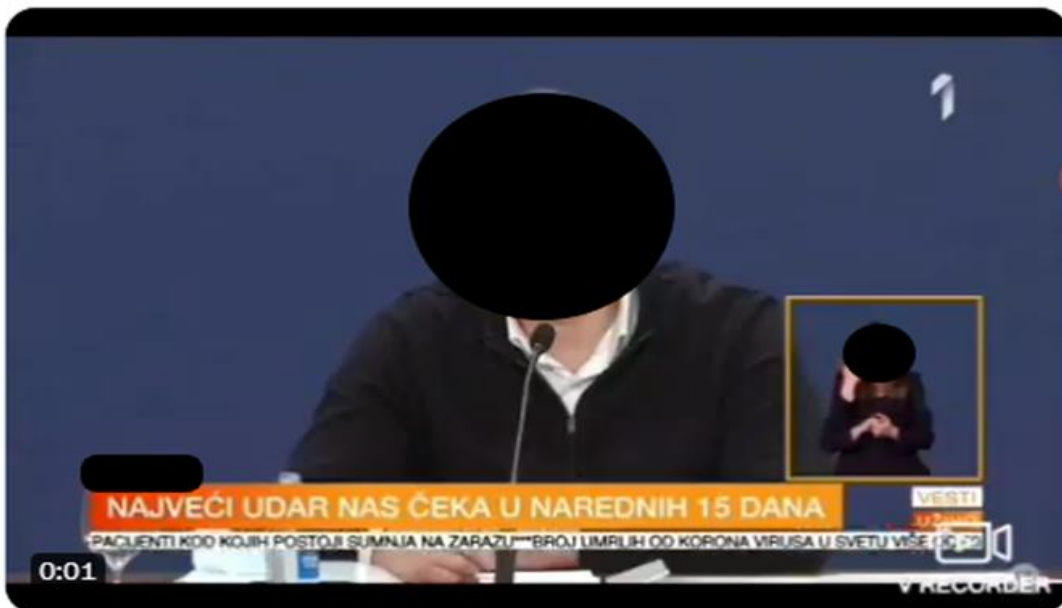 1
NAJVEĆI UDAR NAS ČEKA U NAREDNIH 15 DANA
VESTI
UŽIVO
PACIJENTI KOD KOJIH POSTOJI SUMNJA NA ZARAZU***BROJ UMRLIH OD KORONA VIRUSA U SVETU VIŠE
0:01
V RECORDER